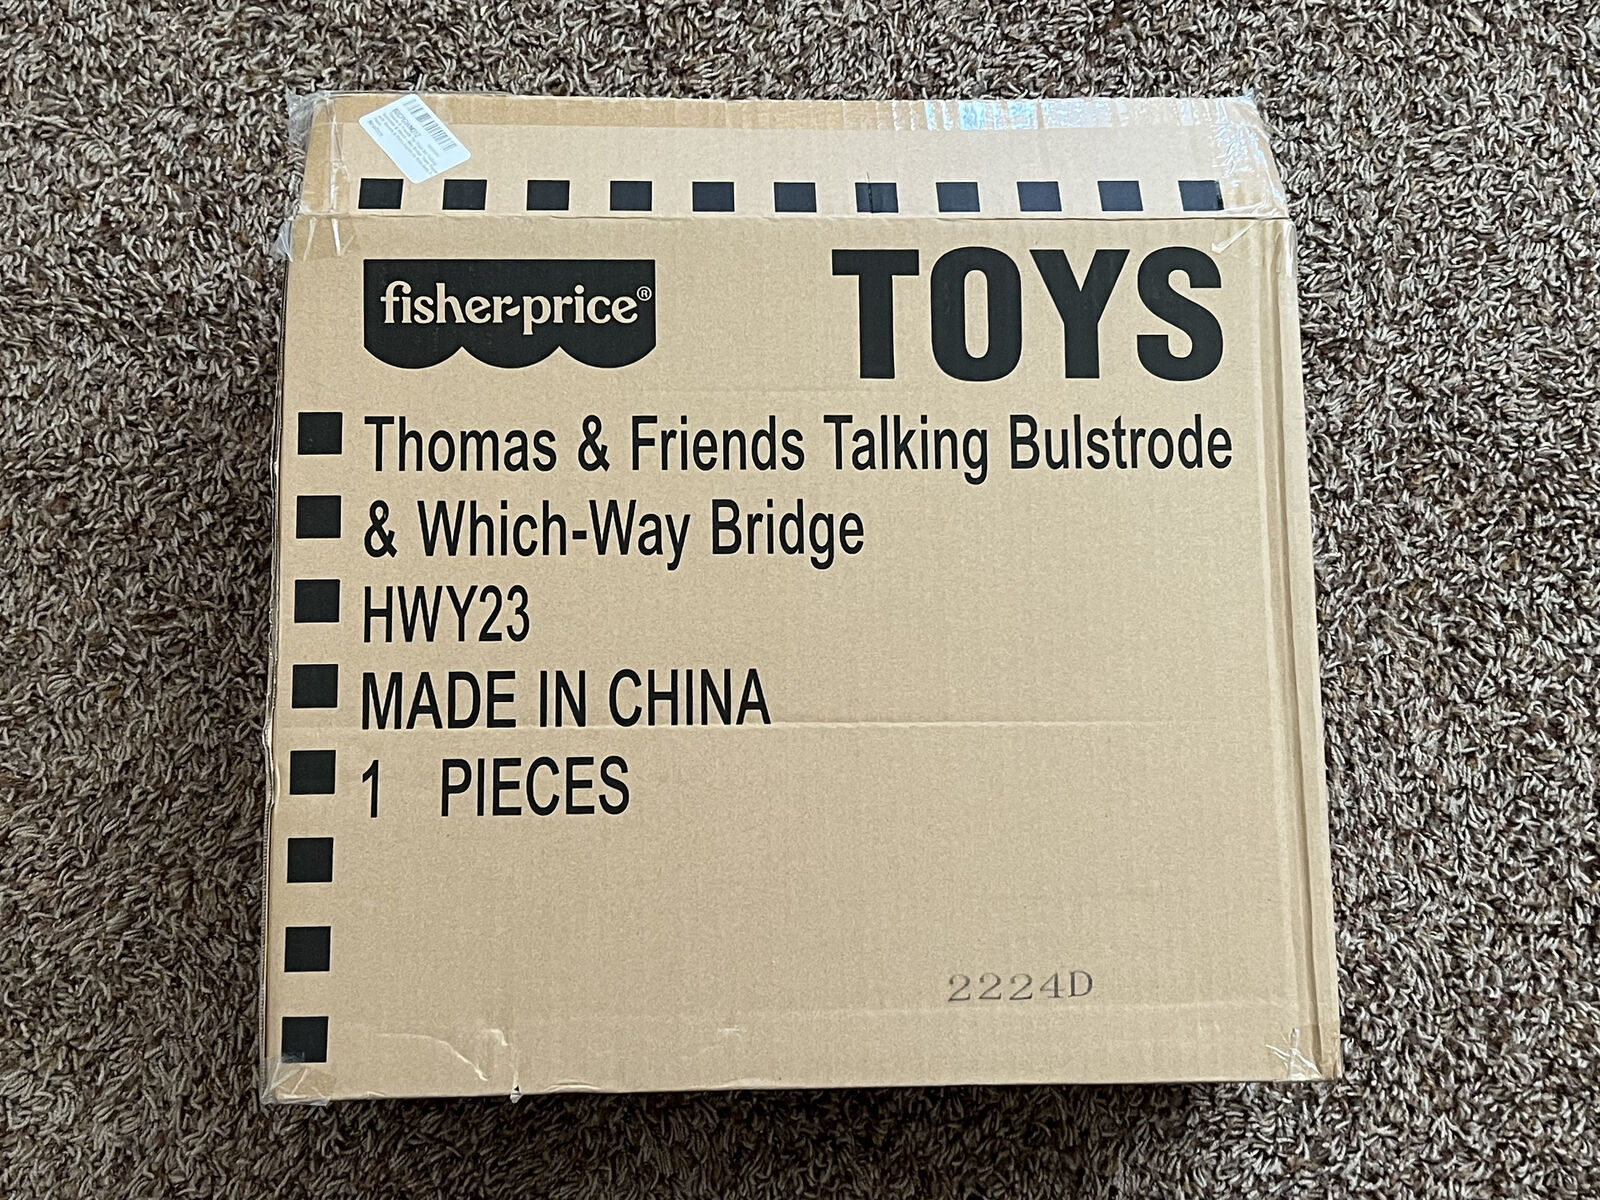 fisher-price®
TOYS
Thomas & Friends Talking Bulstrode
& Which-Way Bridge
HWY23
MADE IN CHINA
1 PIECES
2224D